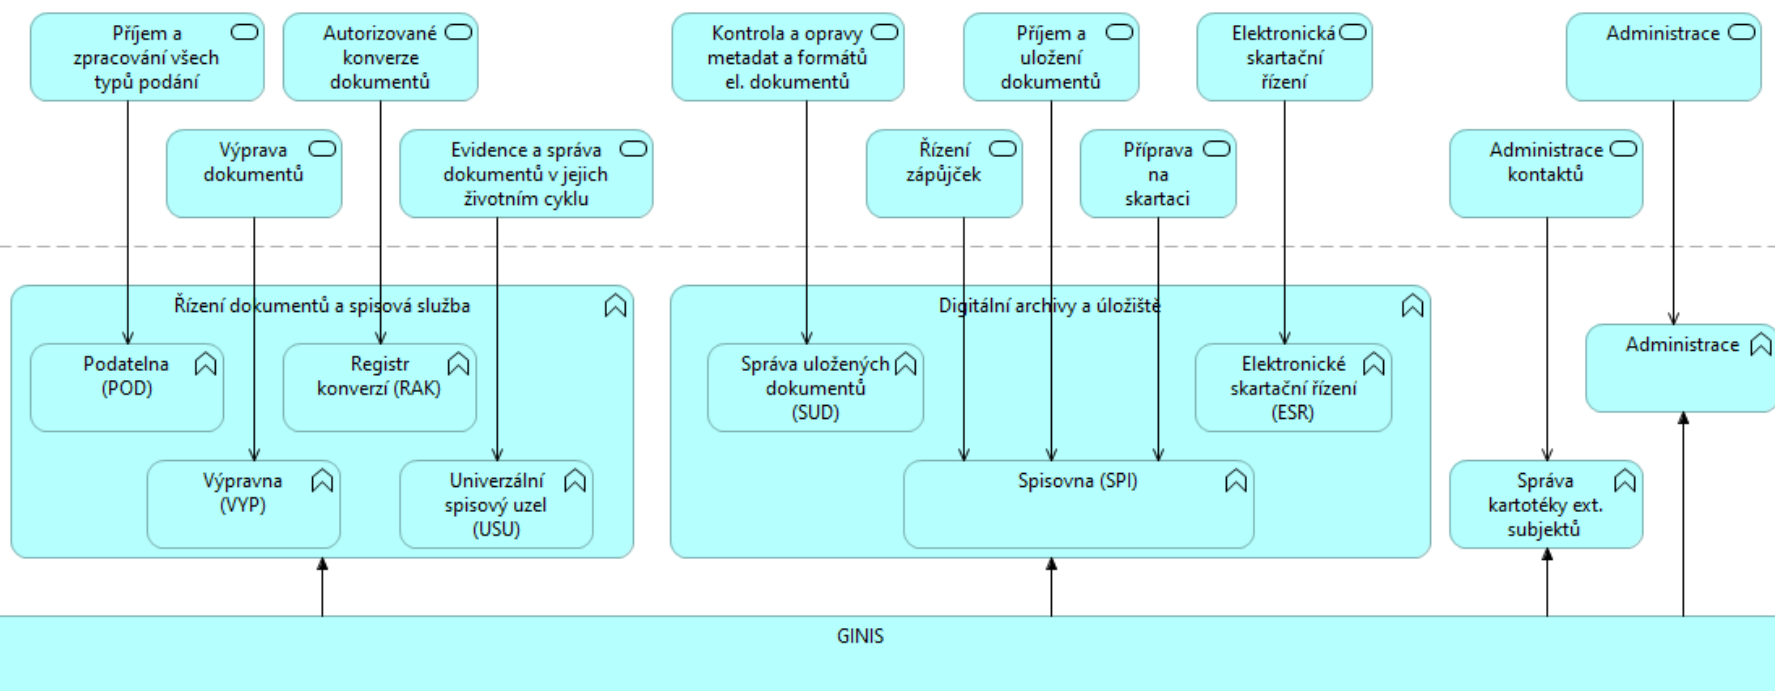 Příjem a
zpracování všech
typů podání
Autorizované
konverze
dokumentů
Kontrola a opravy
metadat a formátů
el. dokumentů
Příjem a
uložení
dokumentů
Elektronická
skartační
řízení
Administrace
Výprava
dokumentů
Evidence a správa
dokumentů v jejich
životním cyklu
Řízení
zápůjček
Příprava
na
skartaci
Administrace
kontaktů
Řízení dokumentů a spisová služba
Digitální archivy a úložiště
Podatelna
(POD)
Registr
konverzí (RAK)
Správa uložených
dokumentů
(SUD)
Elektronické
skartační řízení
(ESR)
Administrace
Výpravna
(VYP)
Univerzální
spisový uzel
(USU)
Spisovna (SPI)
Správa
kartotéky ext.
subjektů
GINIS